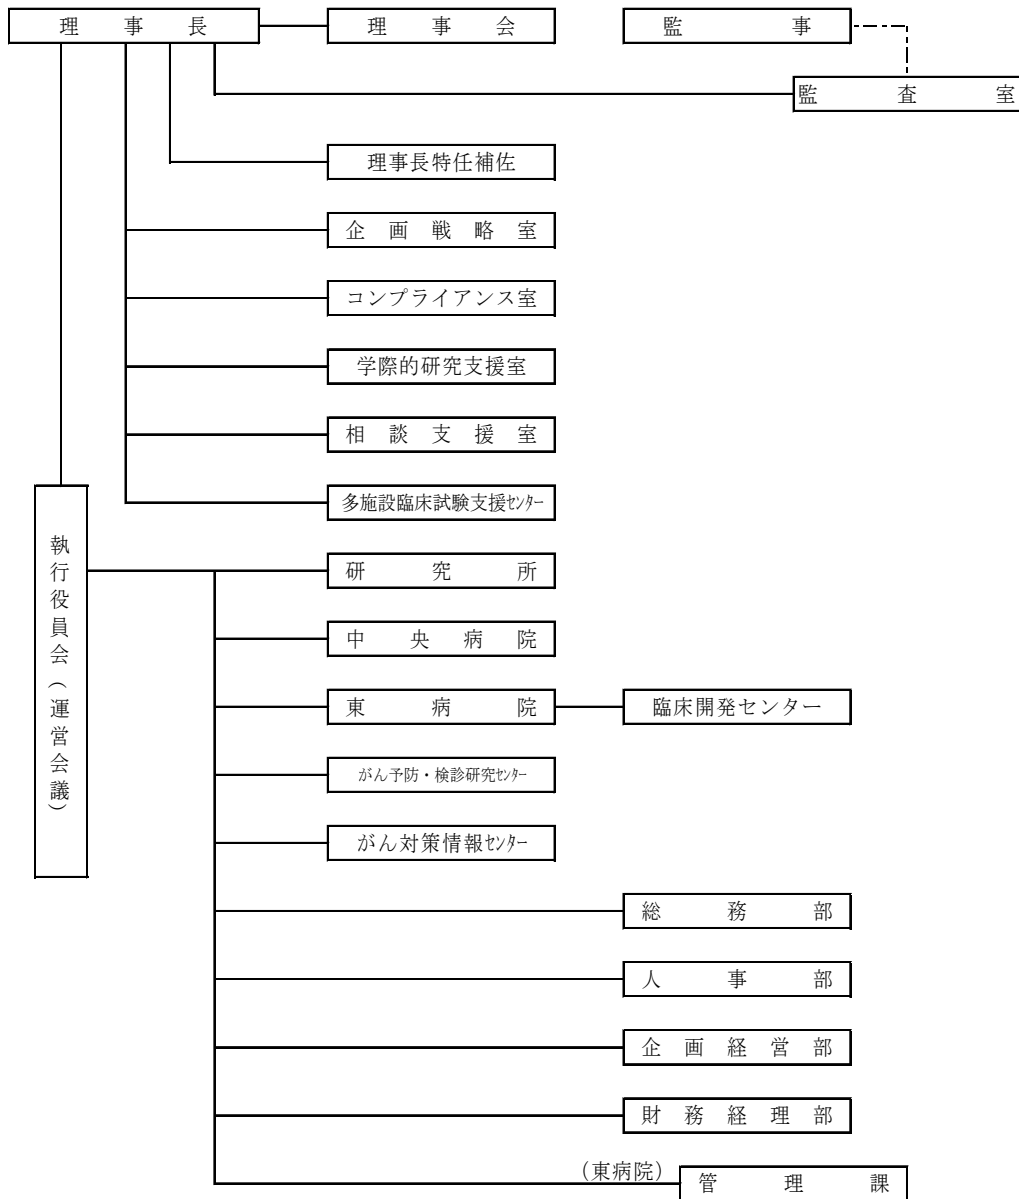 理事長
理事会
監事
監査室
理事長特任補佐
企画戦略室
コンプライアンス室
学際的研究支援室
相談支援室
多施設臨床試験支援ｾﾝﾀｰ
執行役員会（運営会議）
研究所
中央病院
東病院
臨床開発センター
がん予防・検診研究ｾﾝﾀｰ
がん対策情報ｾﾝﾀｰ
総務部
人事部
企画経営部
財務経理部
（東病院）
管理課